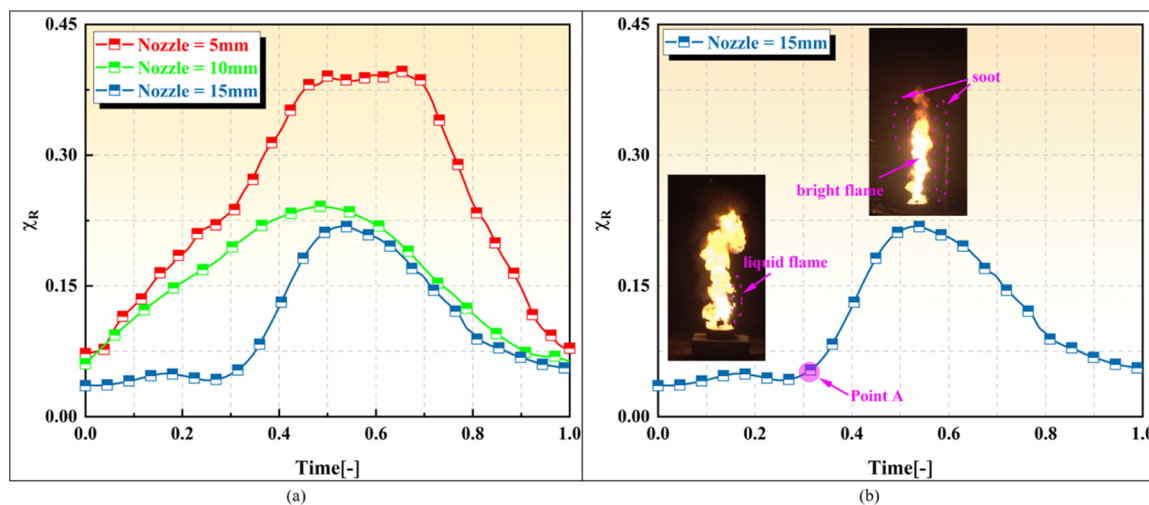 0.45
0.30
0.15
0.00
χR
Nozzle = 5mm
Nozzle = 10mm
Nozzle = 15mm
0.0 0.2 0.4 0.6 0.8 1.0
Time[-]
(a)
0.45
0.30
0.15
0.00
χR
Nozzle = 15mm
soot
bright flame
liquid flame
Point A
0.0 0.2 0.4 0.6 0.8 1.0
Time[-]
(b)